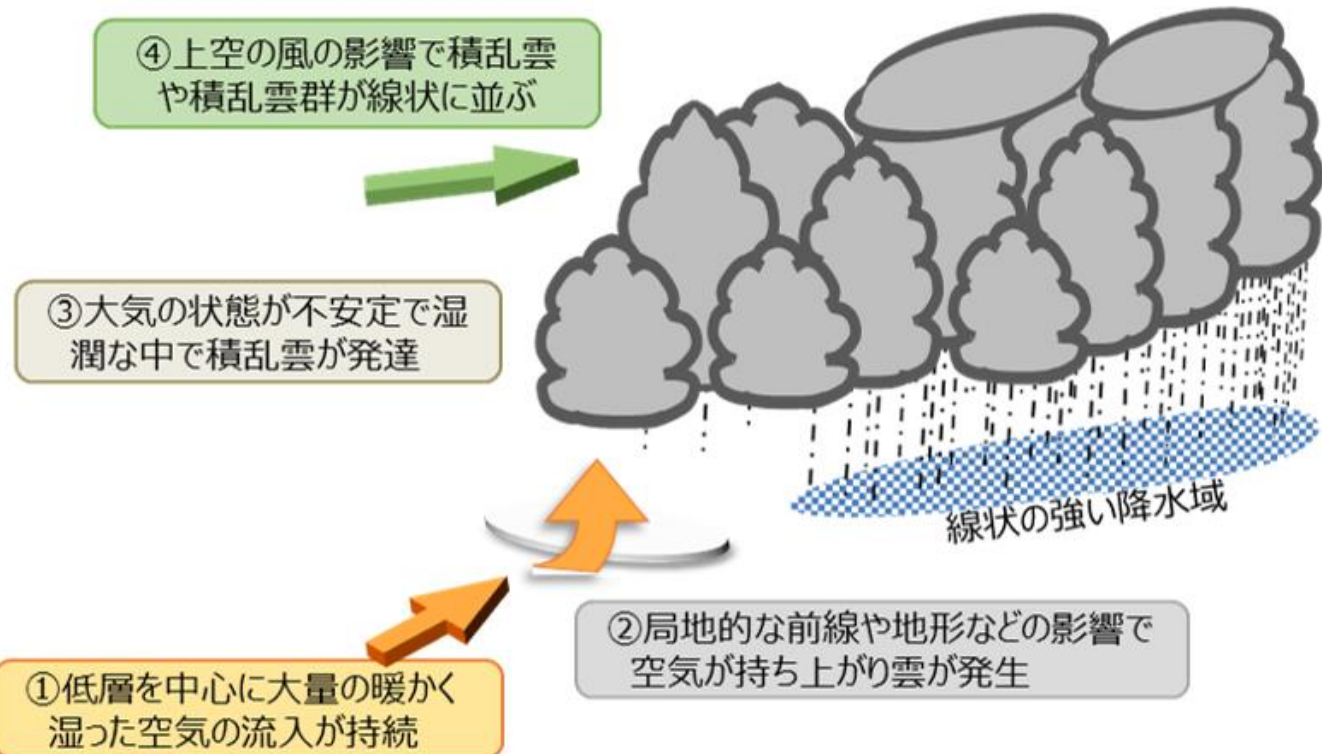 ④上空の風の影響で積乱雲
や積乱雲群が線状に並ぶ
③大気の状態が不安定で湿
潤な中で積乱雲が発達
線状の強い降水域
②局地的な前線や地形などの影響で
空気が持ち上がり雲が発生
①低層を中心に大量の暖かく
湿った空気の流入が持続